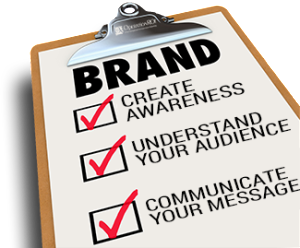 BRAND
CREATE
AWARENESS
UNDERSTAND
YOUR AUDIENCE
COMMUNICATE
YOUR MESSAGE